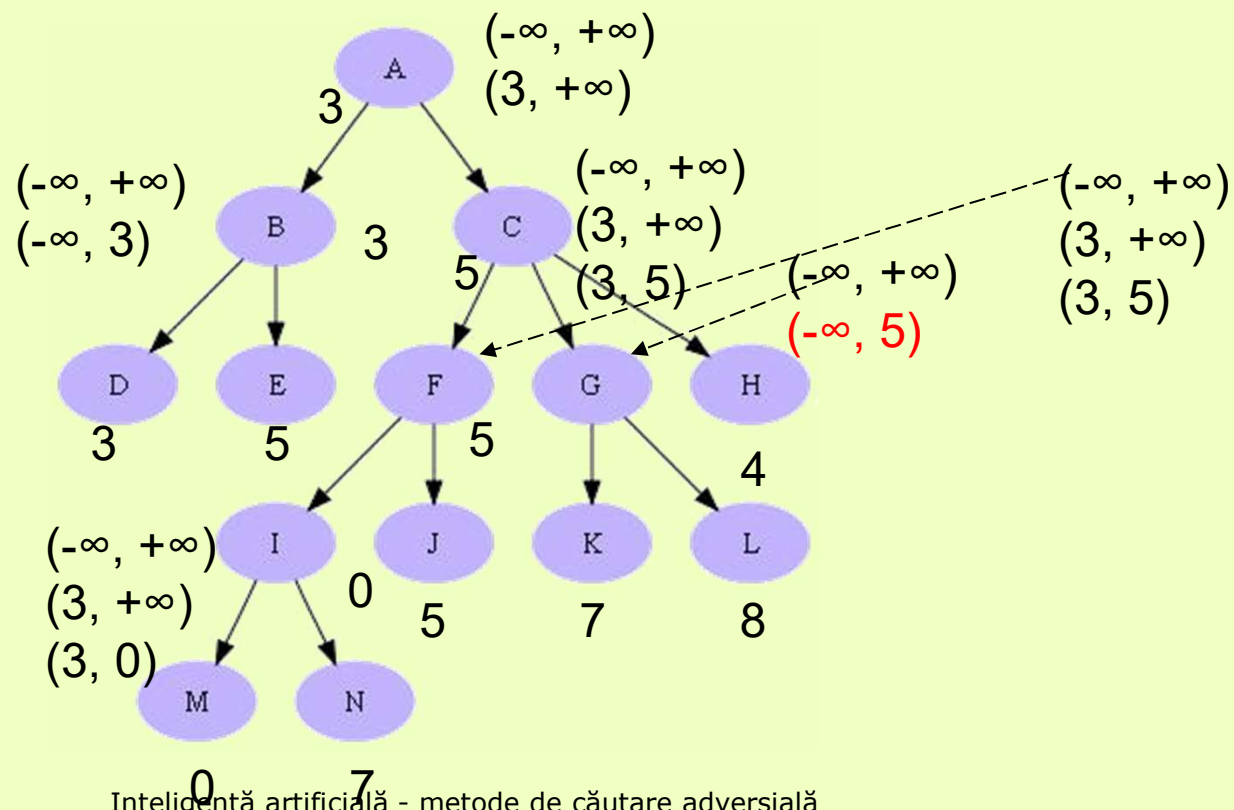 (-∞, +∞)
A
(3, +∞)
3
(-∞, +∞)
(-∞, +∞)
(-∞, +∞)
B
3
C
(3, +∞)
(-∞, 3)
(3, +∞)
5
(3, 5)
(-∞, +∞)
(3, 5)
(-∞, 5)
D
E
F
G
H
3
5
5
4
(-∞, +∞)
I
J
K
L
(3, +∞)
0
5
7
8
(3, 0)
M
N
0
7
Inteligență artificială - metode de căutare adversială